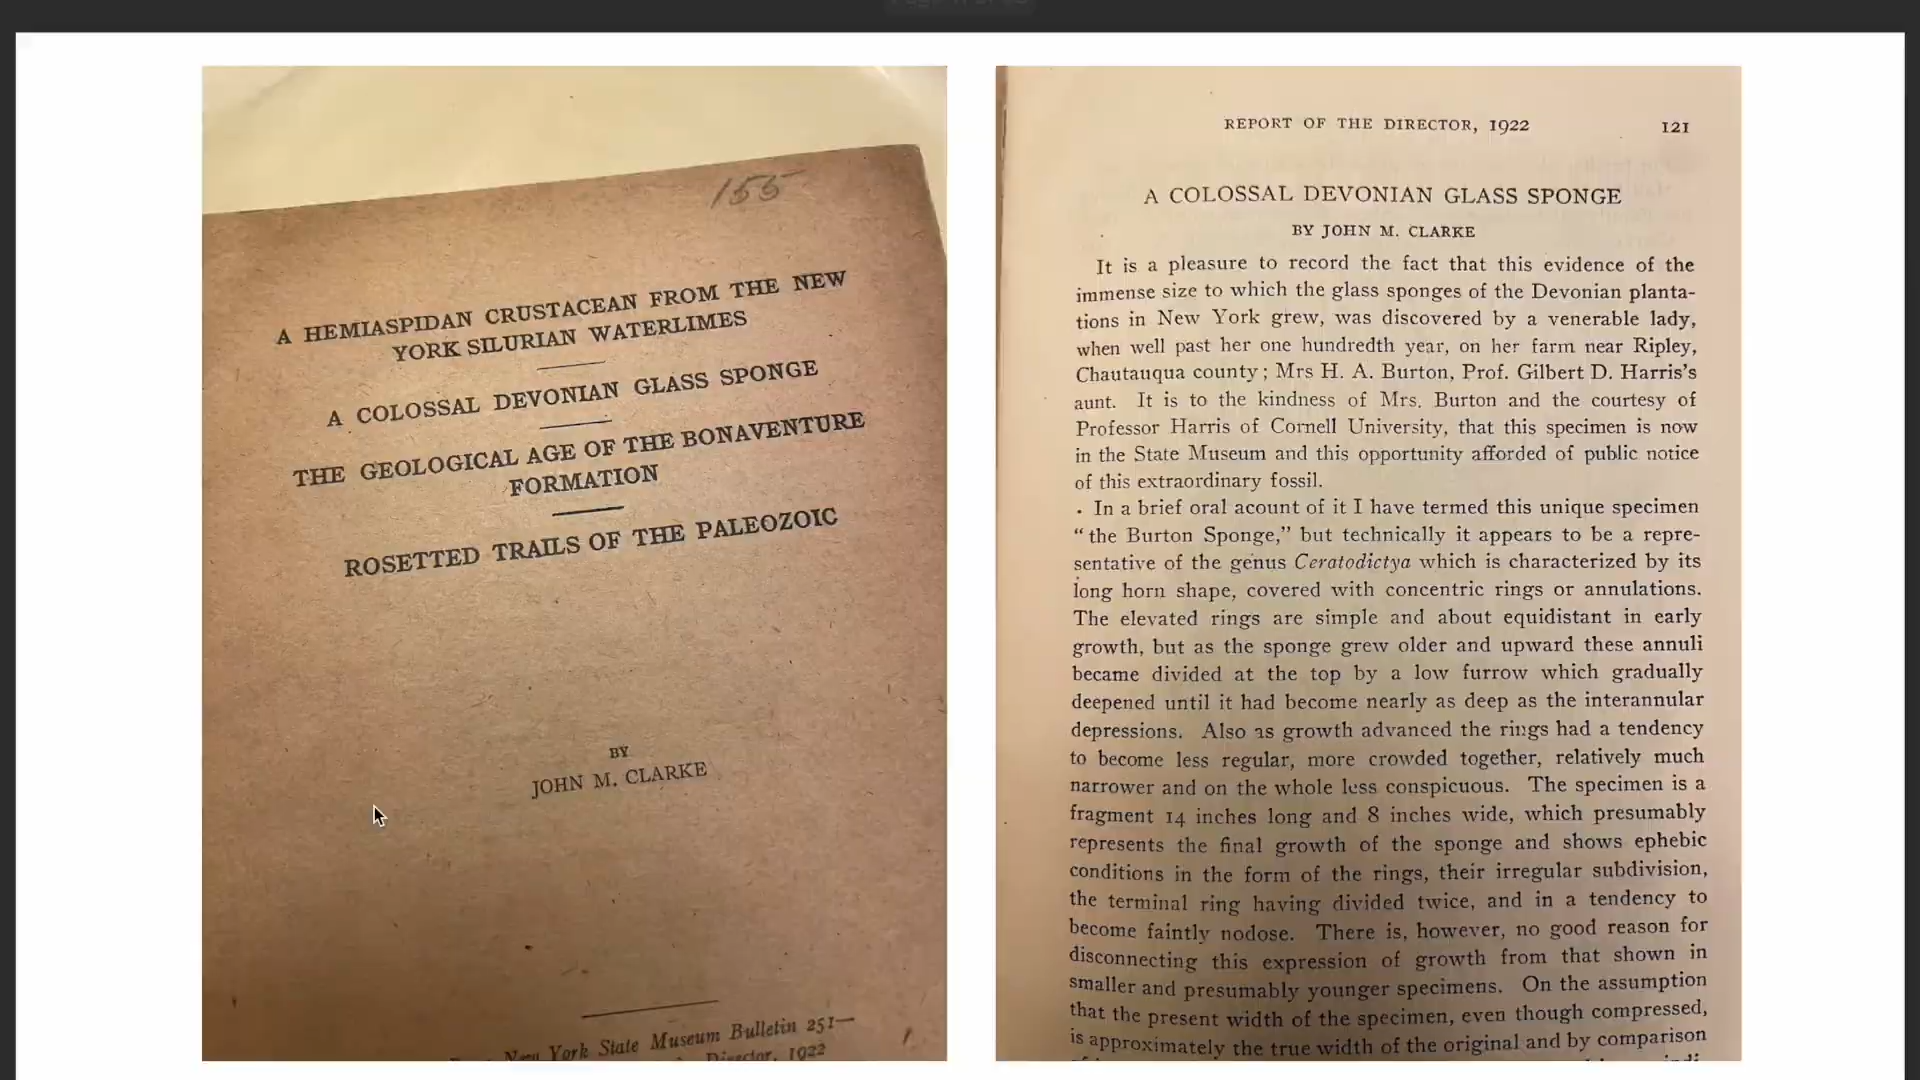 155
A HEMIASPIDAN CRUSTACEAN FROM THE NEW
YORK SILURIAN WATERLIMES
A COLOSSAL DEVONIAN GLASS SPONGE
THE GEOLOGICAL AGE OF THE BONAVENTURE
FORMATION
ROSETTED TRAILS OF THE PALEOZOIC
BY
JOHN M. CLARKE
New York State Museum Bulletin 251—
Director, 1922
REPORT OF THE DIRECTOR, 1922 121
A COLOSSAL DEVONIAN GLASS SPONGE
BY JOHN M. CLARKE
It is a pleasure to record the fact that this evidence of the
immense size to which the glass sponges of the Devonian planta-
tions in New York grew, was discovered by a venerable lady,
when well past her one hundredth year, on her farm near Ripley,
Chautauqua county; Mrs H. A. Burton, Prof. Gilbert D. Harris's
aunt. It is to the kindness of Mrs. Burton and the courtesy of
Professor Harris of Cornell University, that this specimen is now
in the State Museum and this opportunity afforded of public notice
of this extraordinary fossil.
In a brief oral acount of it I have termed this unique specimen
"the Burton Sponge," but technically it appears to be a repre-
sentative of the genus Ceratodictya which is characterized by its
long horn shape, covered with concentric rings or annulations.
The elevated rings are simple and about equidistant in early
growth, but as the sponge grew older and upward these annuli
became divided at the top by a low furrow which gradually
deepened until it had become nearly as deep as the interannular
depressions. Also as growth advanced the rings had a tendency
to become less regular, more crowded together, relatively much
narrower and on the whole less conspicuous. The specimen is a
fragment 14 inches long and 8 inches wide, which presumably
represents the final growth of the sponge and shows ephebic
conditions in the form of the rings, their irregular subdivision,
the terminal ring having divided twice, and in a tendency to
become faintly nodose. There is, however, no good reason for
disconnecting this expression of growth from that shown in
smaller and presumably younger specimens. On the assumption
that the present width of the specimen, even though compressed,
is approximately the true width of the original and by comparison